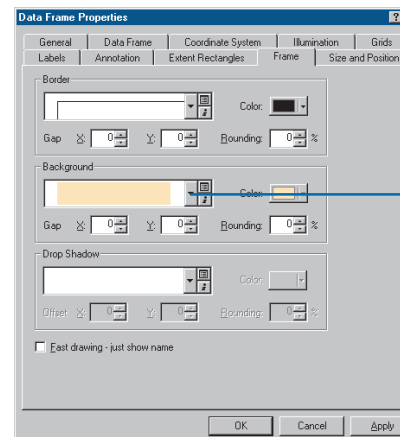 Data Frame Properties ?
General Data Frame Coordinate System Illumination Grids
Labels Annotation Extent Rectangles Frame Size and Position
Border
Color:
Gap X: 0 Y: 0 Rounding: 0 %
Background
Color:
Gap X: 0 Y: 0 Rounding: 0 %
Drop Shadow
Color:
Offset X: 0 Y: 0 Rounding: 0 %
Fast drawing - just show name
OK Cancel Apply